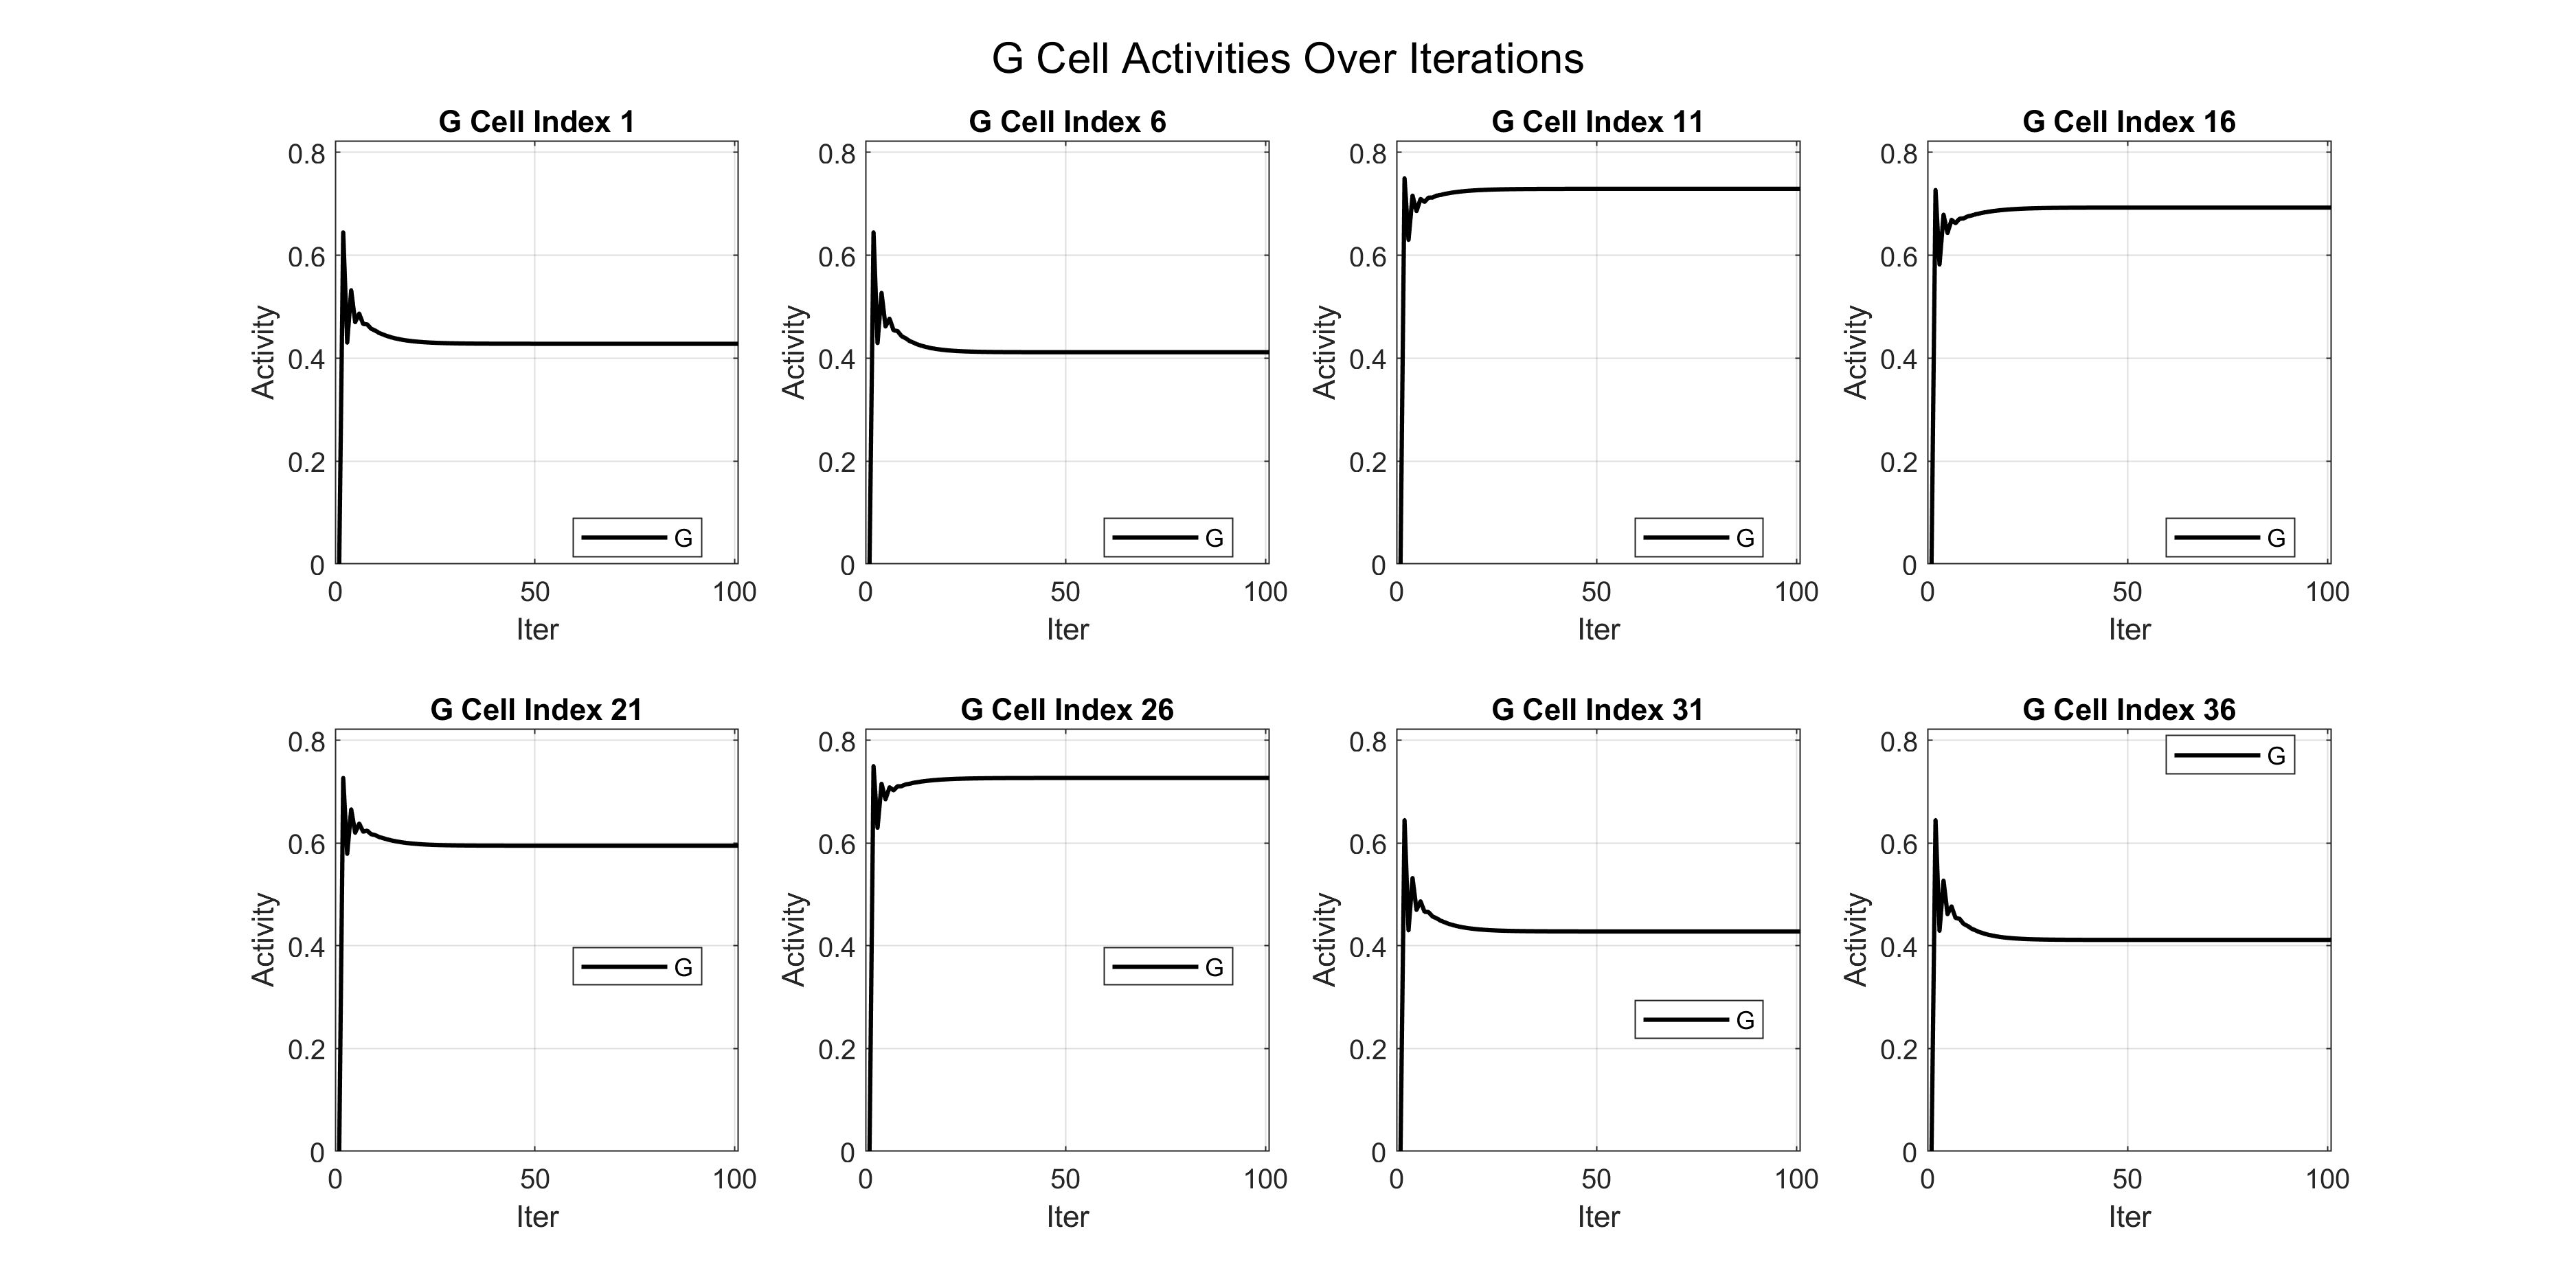 G Cell Activities Over Iterations
G Cell Index 1
G Cell Index 6
G Cell Index 11
G Cell Index 16
0.8
0.6
0.4
0.2
0
Activity
G
0
50
100
Iter
0.8
0.6
0.4
0.2
0
Activity
G
0
50
100
Iter
0.8
0.6
0.4
0.2
0
Activity
G
0
50
100
Iter
0.8
0.6
0.4
0.2
0
Activity
G
0
50
100
Iter
G Cell Index 21
G Cell Index 26
G Cell Index 31
G Cell Index 36
0.8
0.6
0.4
0.2
0
Activity
G
0
50
100
Iter
0.8
0.6
0.4
0.2
0
Activity
G
0
50
100
Iter
0.8
0.6
0.4
0.2
0
Activity
G
0
50
100
Iter
0.8
0.6
0.4
0.2
0
Activity
G
0
50
100
Iter